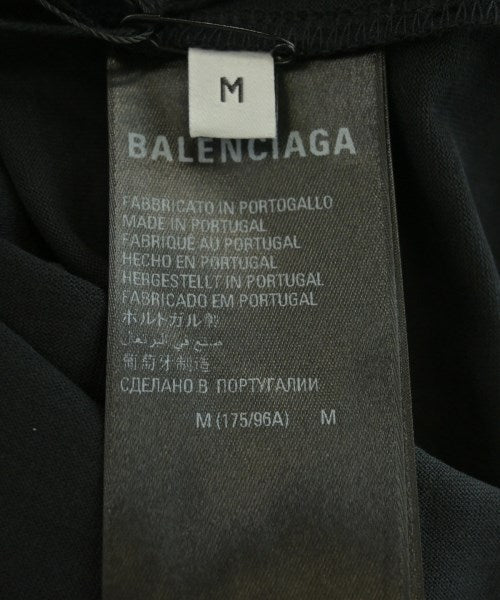 M
BALENCIAGA
FABBRICATO IN PORTOGALLO
MADE IN PORTUGAL
FABRIQUÉ AU PORTUGAL
HECHO EN PORTUGAL
HERGESTELLT IN PORTUGAL
FABRICADO EM PORTUGAL
ポルトガル製
صنع في البرتغال
葡萄牙制造
СДЕЛАНО В ПОРТУГАЛИИ
M (175/96A) M